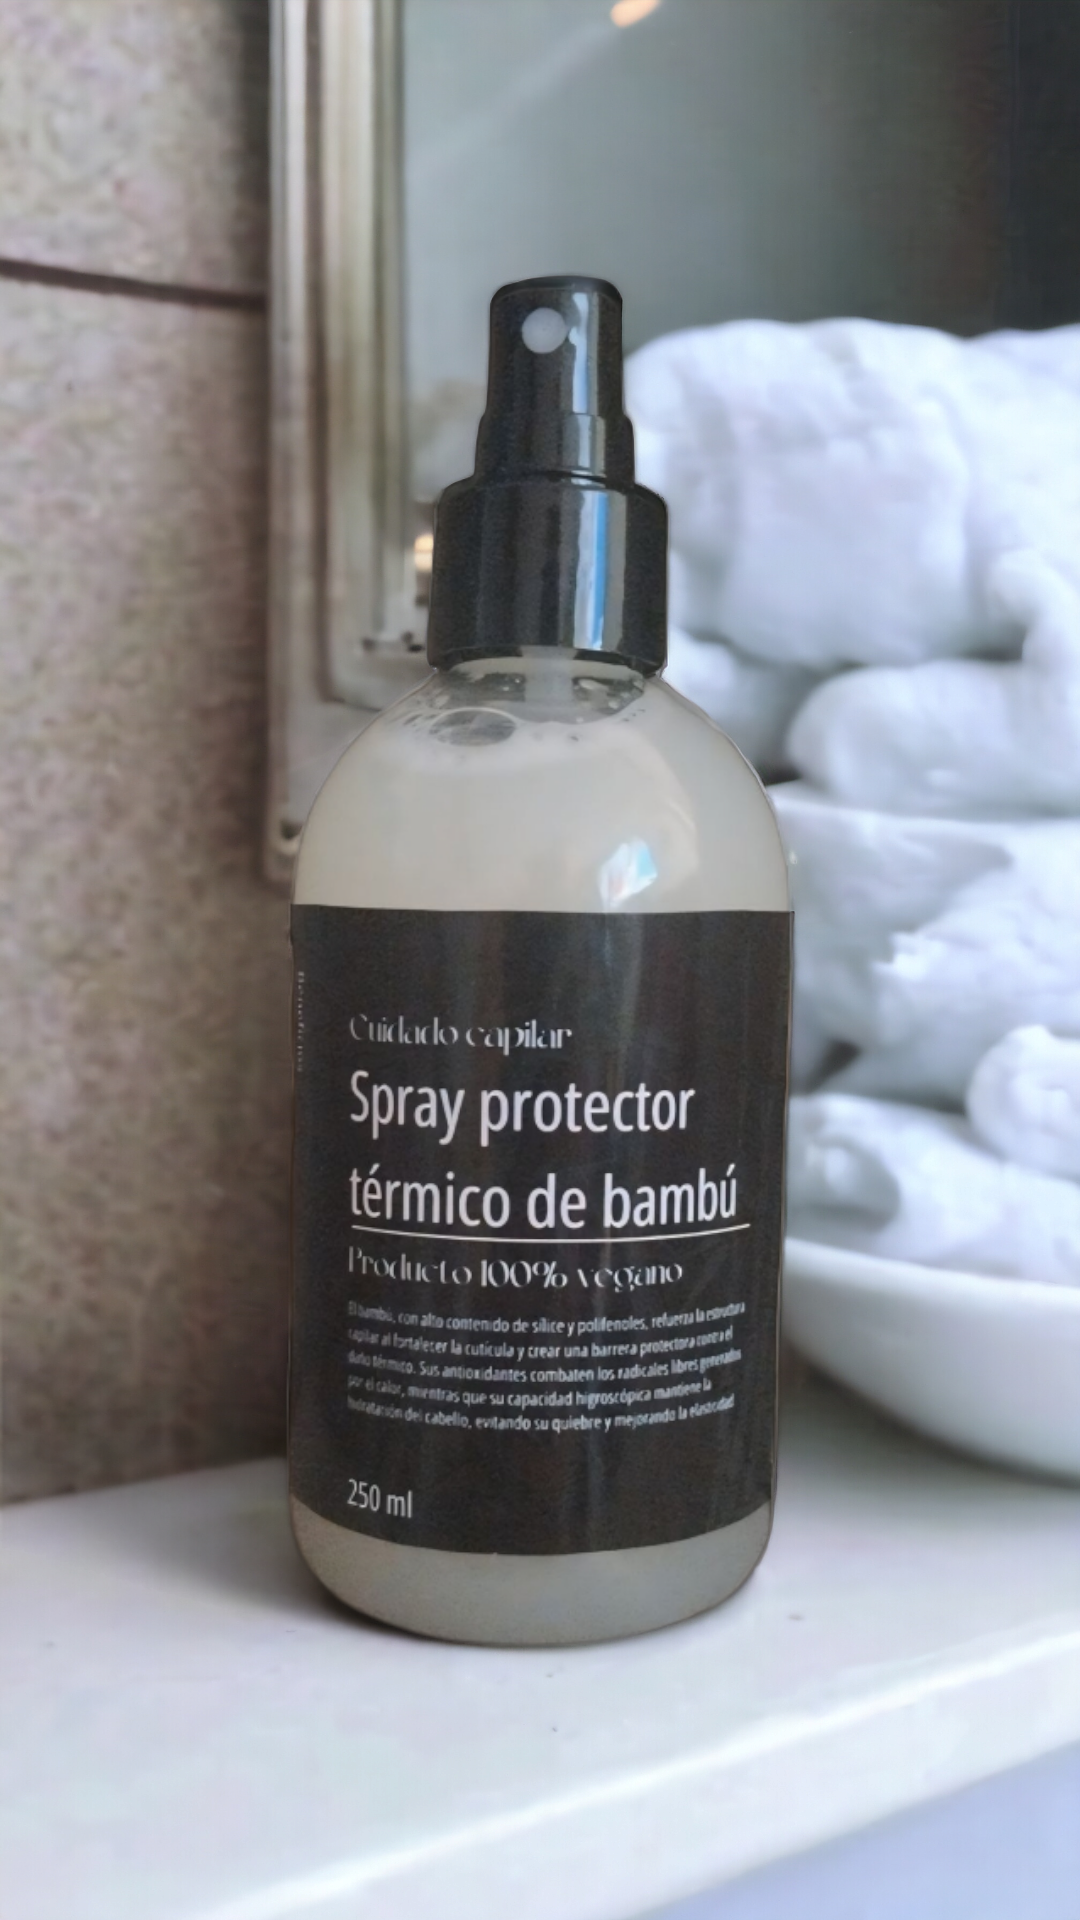 Cuidado capilar
Spray protector
térmico de bambú
Producto 100% vegano
El bambú, con alto contenido de sílice y polifenoles, refuerza la estructura
capilar al fortalecer la cutícula y crear una barrera protectora contra el
daño térmico. Sus antioxidantes combaten los radicales libres generados
por el calor, mientras que su capacidad higroscópica mantiene la
hidratación del cabello, evitando su quiebre y mejorando la elasticidad
250 ml